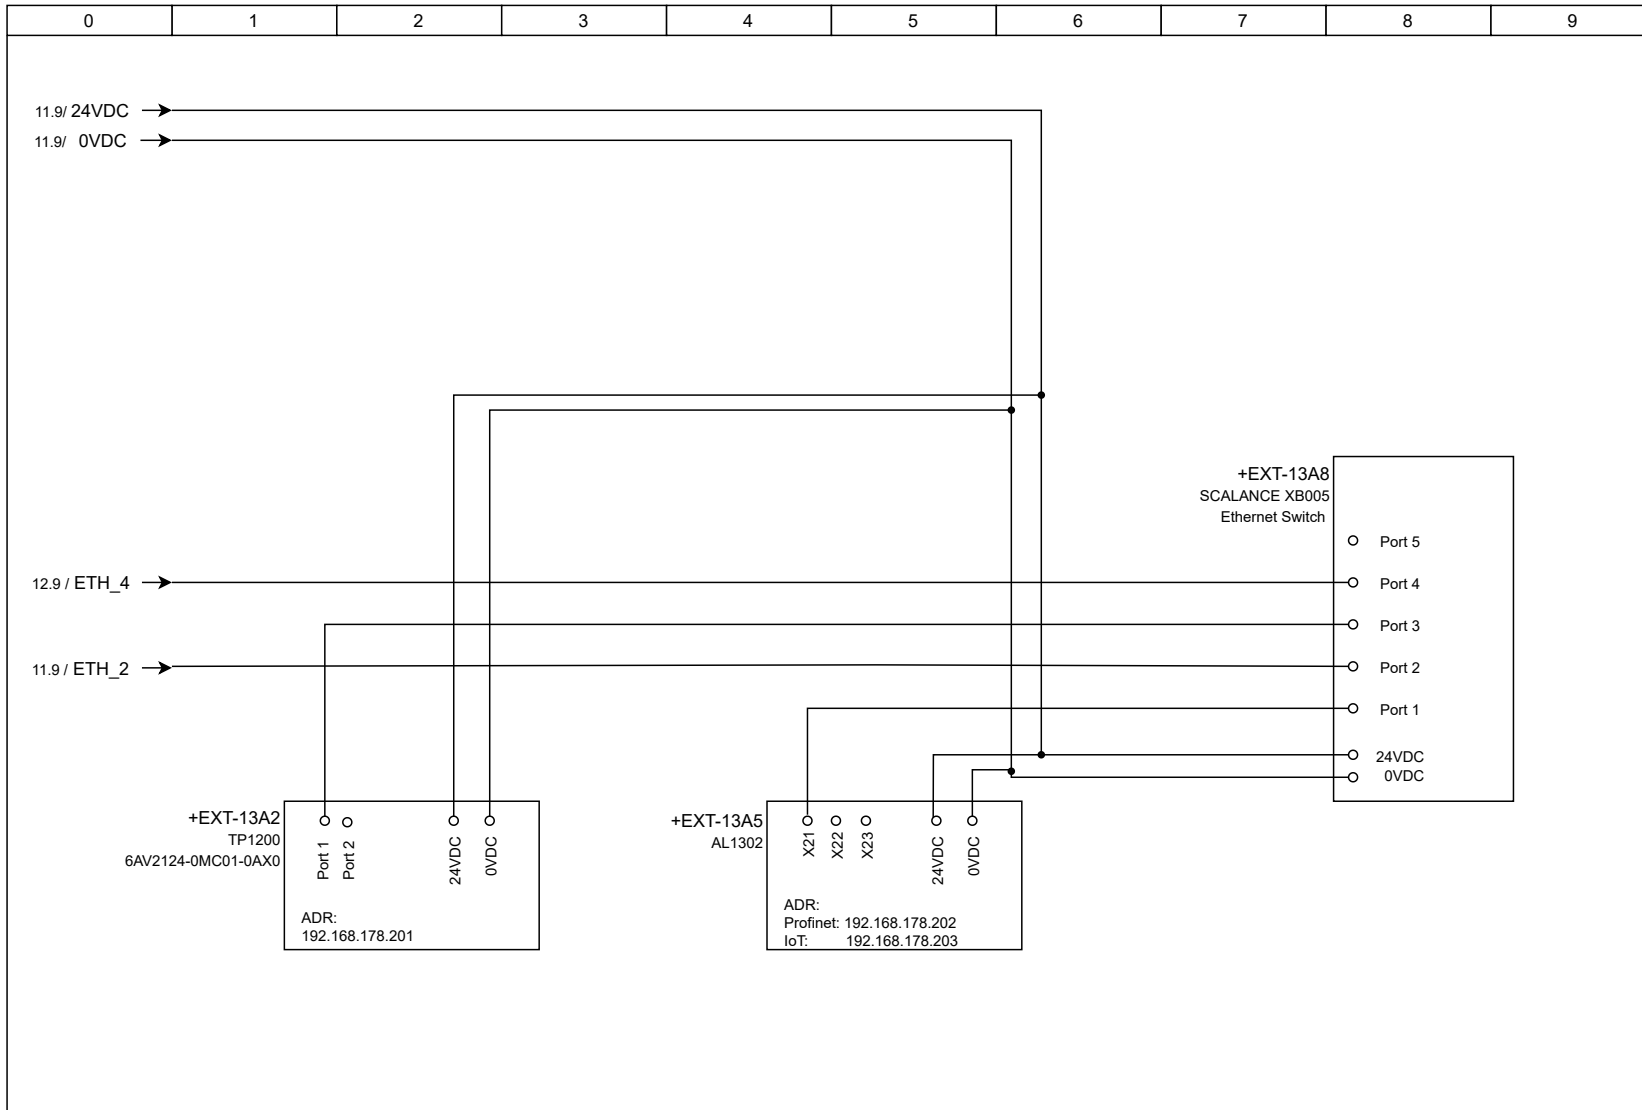 0 1 2 3 4 5 6 7 8 9
11.9/ 24VDC
11.9/ 0VDC
+EXT-13A8
SCALANCE XB005
Ethernet Switch
Port 5
12.9 / ETH_4
Port 4
Port 3
11.9 / ETH_2
Port 2
Port 1
24VDC
0VDC
+EXT-13A2
TP1200
6AV2124-0MC01-0AX0
Port 1
Port 2
24VDC
0VDC
ADR:
192.168.178.201
+EXT-13A5
AL1302
X21
X22
X23
24VDC
0VDC
ADR:
Profinet: 192.168.178.202
IoT: 192.168.178.203